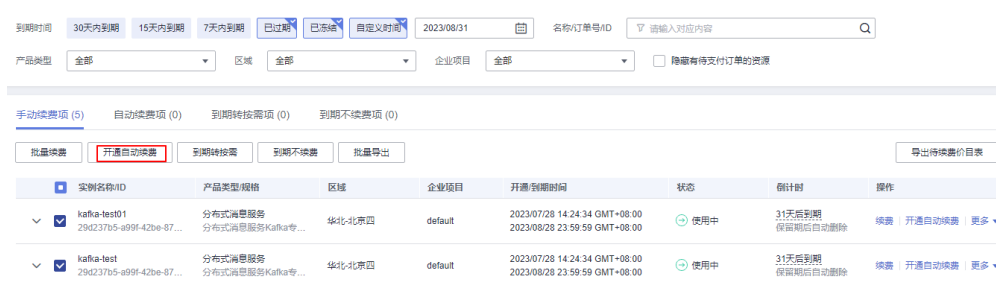 到期时间 30天内到期 15天内到期 7天内到期 已过期 已冻结 自定义时间 2023/08/31 名称/订单号/ID 请输入对应内容
产品类型 全部 区域 全部 企业项目 全部 隐藏有待支付订单的资源
手动续费项 (5) 自动续费项 (0) 到期转按需项 (0) 到期不续费项 (0)
批量续费 开通自动续费 到期转按需 到期不续费 批量导出 导出待续费价目表
实例名称/ID 产品类型/规格 区域 企业项目 开通/到期时间 状态 倒计时 操作
kafka-test01 分布式消息服务 华北-北京四 default 2023/07/28 14:24:34 GMT+08:00 使用中 31天后到期 续费 开通自动续费 更多
29d237b5-a99f-42be-87... 分布式消息服务Kafka专... 2023/08/28 23:59:59 GMT+08:00 保留期后自动删除
kafka-test 分布式消息服务 华北-北京四 default 2023/07/28 14:24:34 GMT+08:00 使用中 31天后到期 续费 开通自动续费 更多
29d237b5-a99f-42be-87... 分布式消息服务Kafka专... 2023/08/28 23:59:59 GMT+08:00 保留期后自动删除